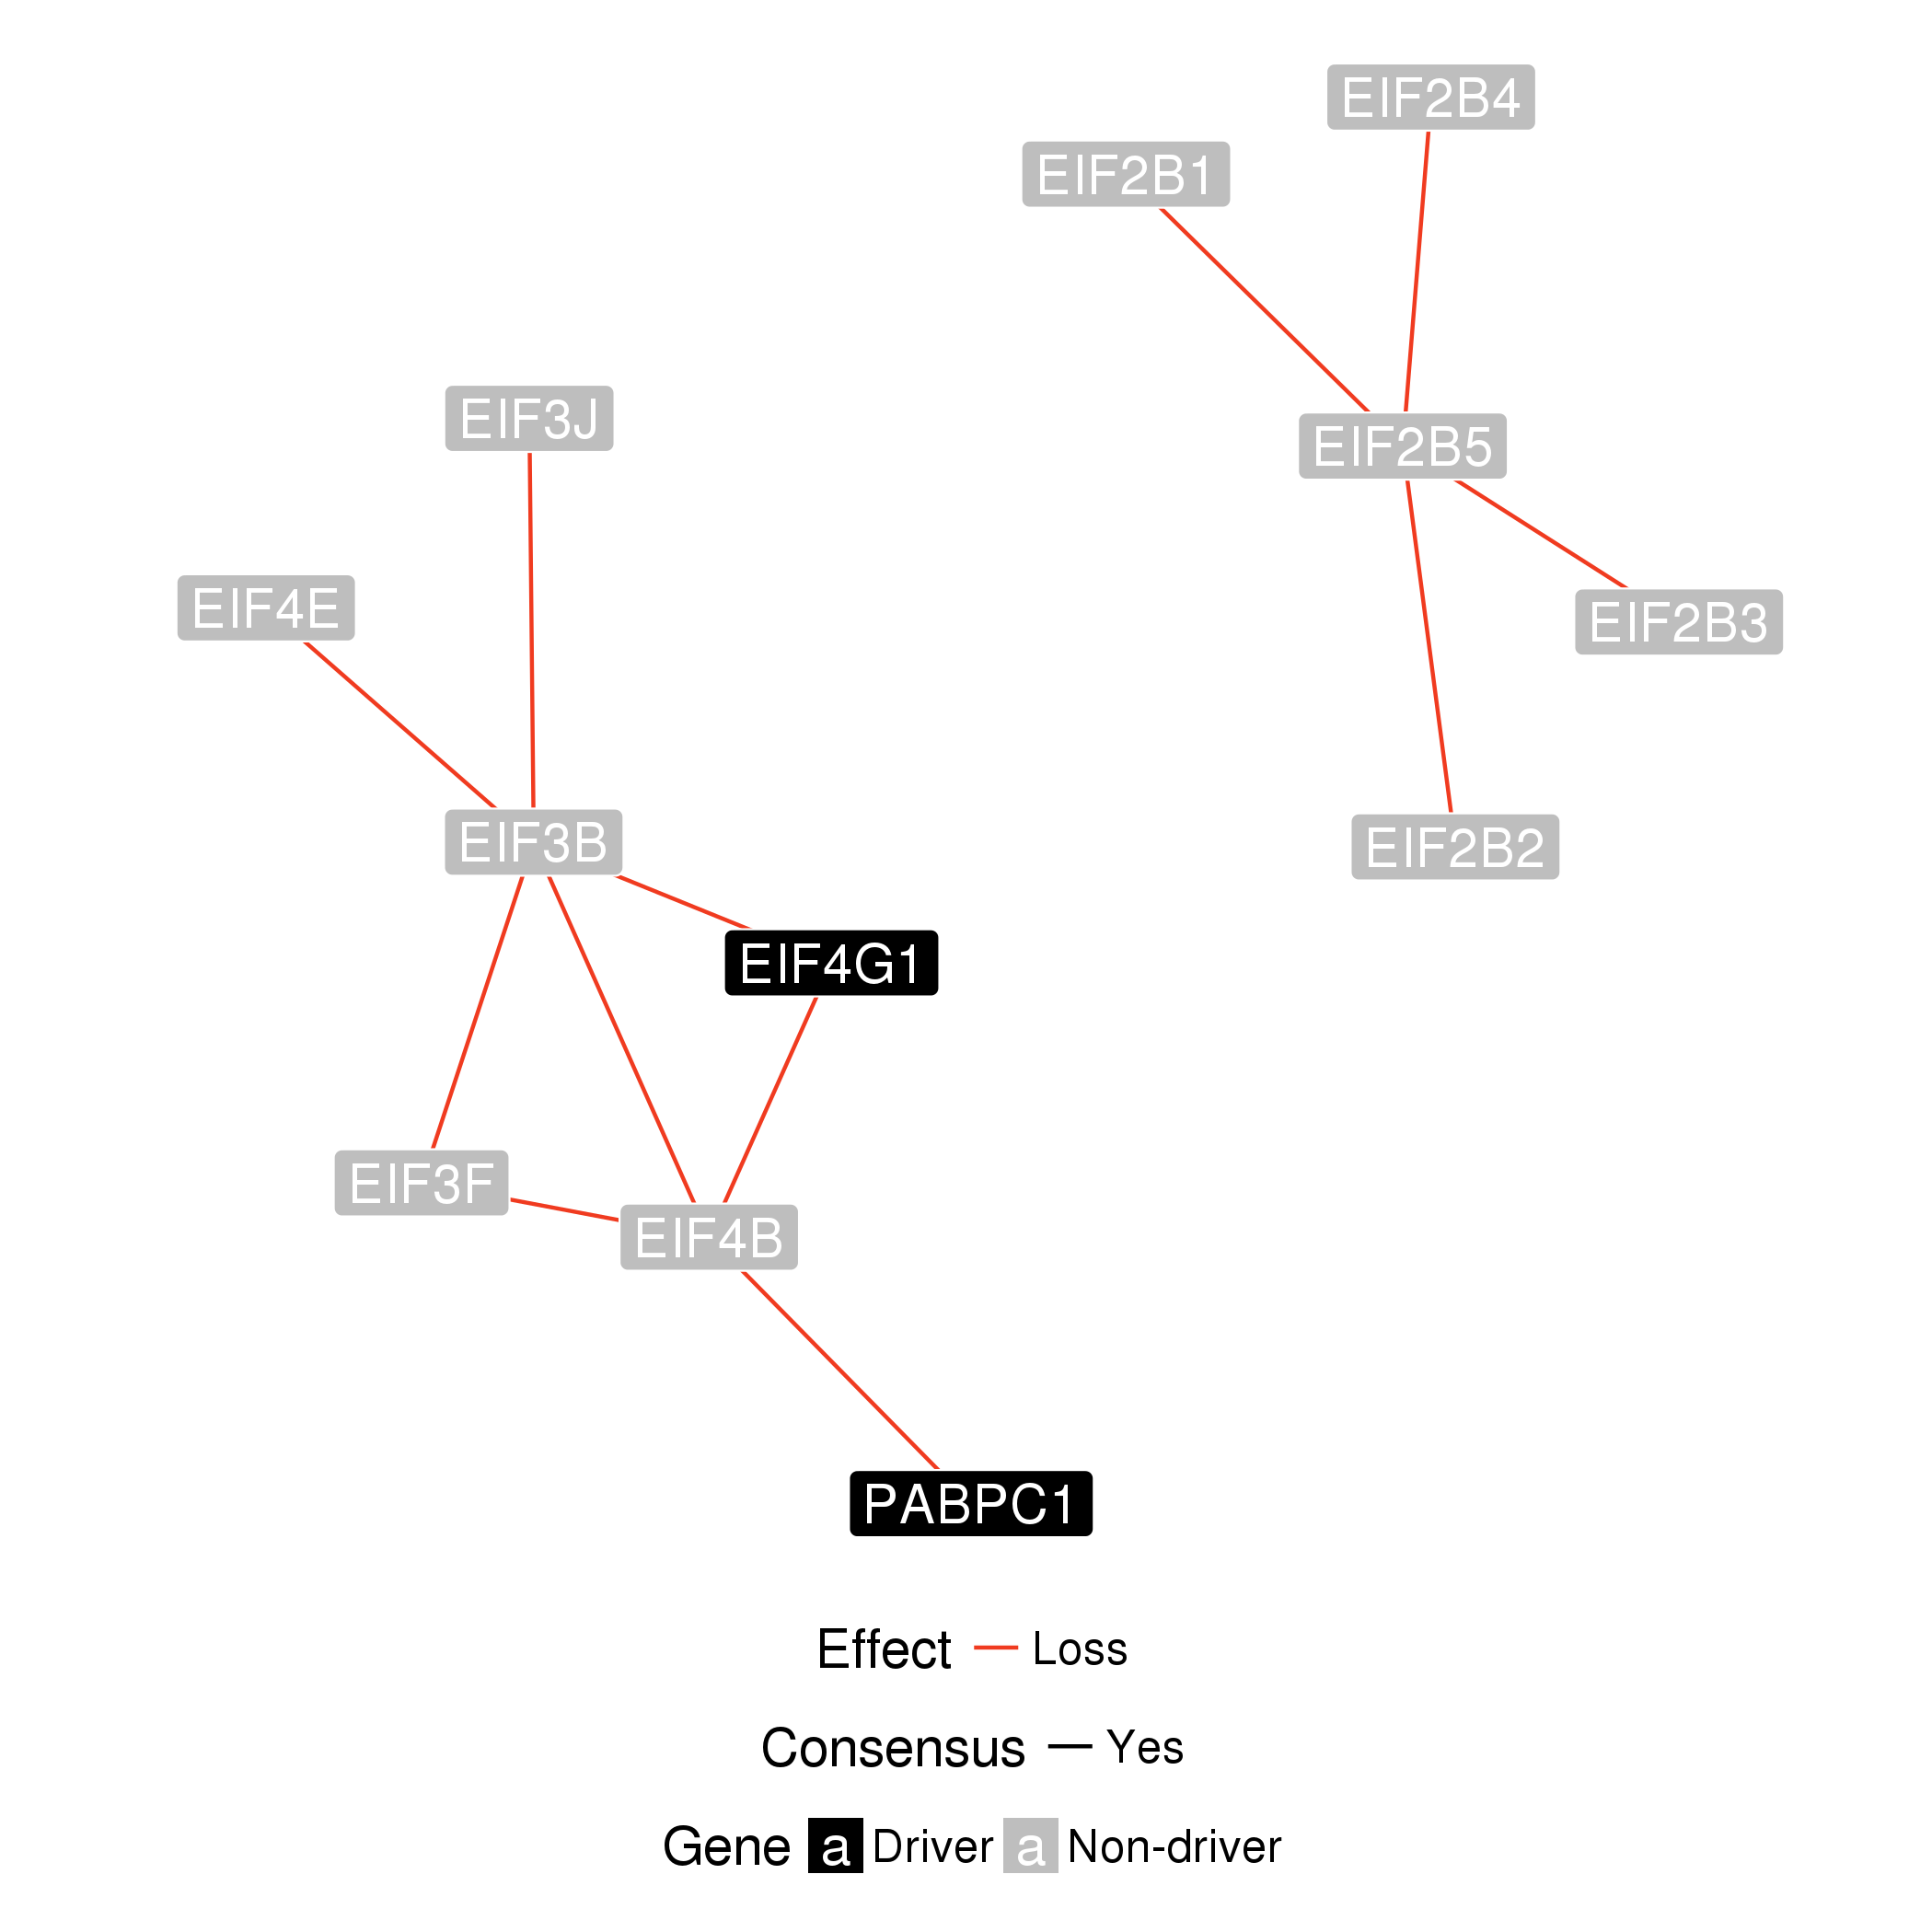 EIF2B4
EIF2B1
EIF3J
EIF2B5
EIF4E
EIF2B3
EIF3B
EIF2B2
EIF4G1
EIF3F
EIF4B
PABPC1
Effect Loss
Consensus Yes
Gene a Driver a Non-driver